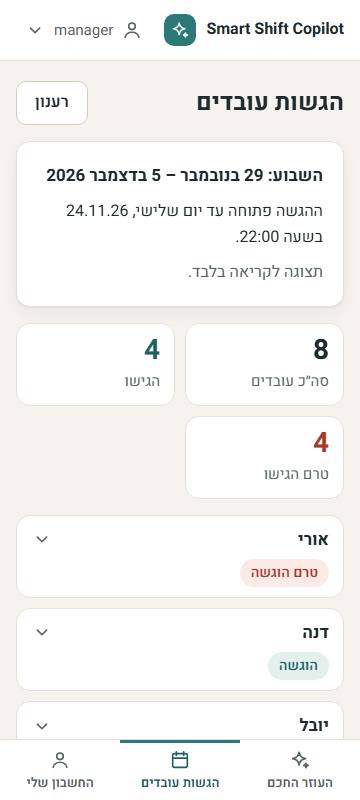 Smart Shift Copilot
manager
הגשות עובדים
רענון
השבוע: 29 בנובמבר – 5 בדצמבר 2026
ההגשה פתוחה עד יום שלישי, 24.11.26
בשעה 22:00.
תצוגה לקריאה בלבד.
8
סה״כ עובדים
4
הגישו
4
טרם הגישו
אורי
טרם הוגשה
דנה
הוגשה
יובל
העוזר החכם
הגשות עובדים
החשבון שלי